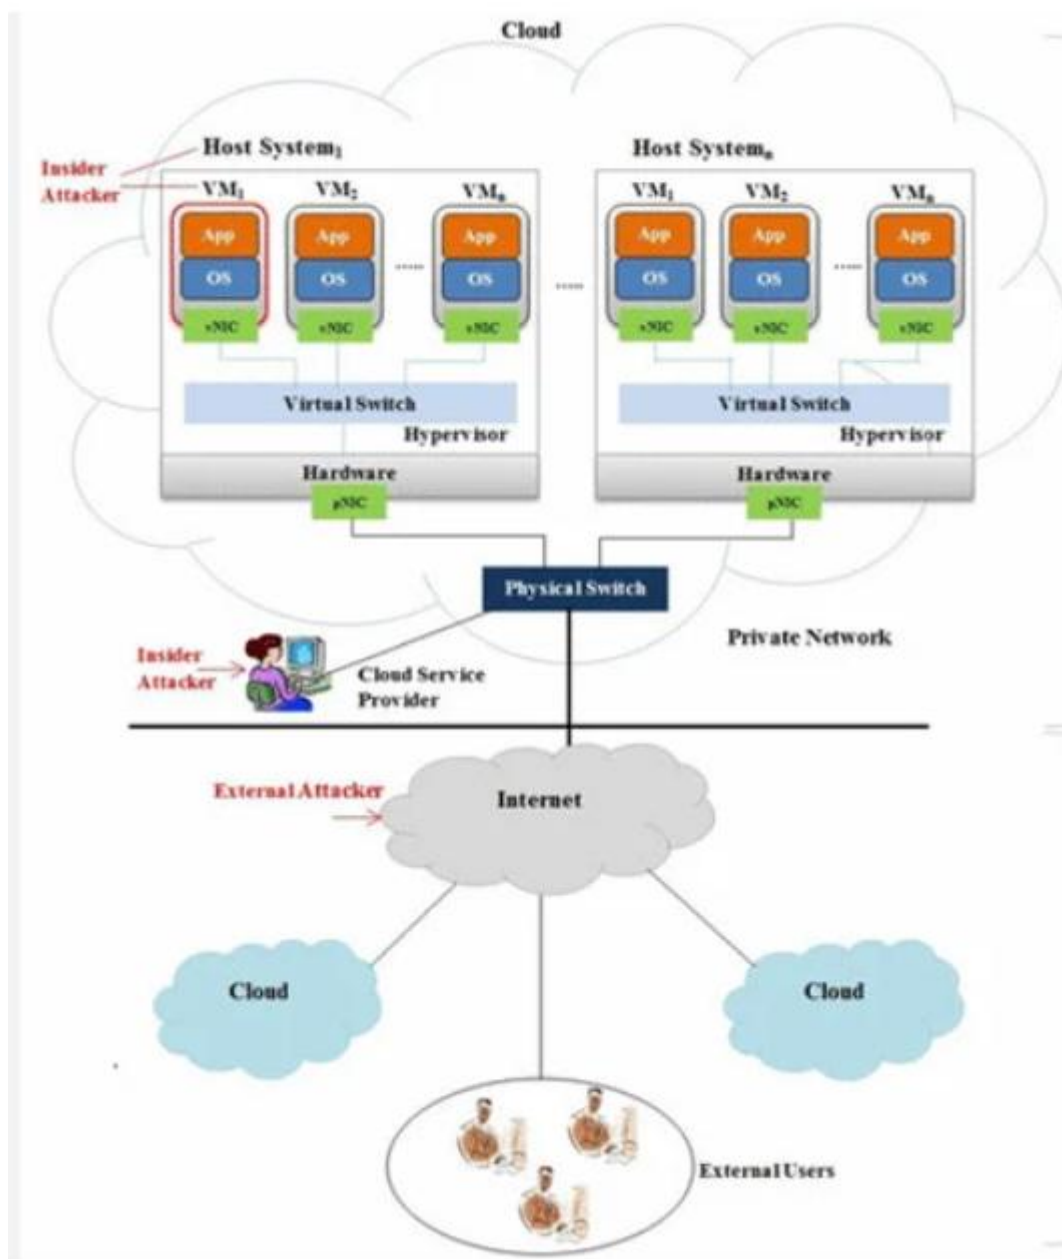 Cloud
Host System₁
Host Systemₙ
Insider
Attacker
VM₁
VM₂
VMₙ
VM₁
VM₂
VMₙ
App
App
App
App
App
App
OS
OS
OS
OS
OS
OS
.....
.....
.....
vNIC
vNIC
vNIC
vNIC
vNIC
vNIC
Virtual Switch
Virtual Switch
Hypervisor
Hypervisor
Hardware
Hardware
pNIC
pNIC
Physical Switch
Private Network
Insider
Attacker
Cloud Service
Provider
External Attacker
Internet
Cloud
Cloud
External Users